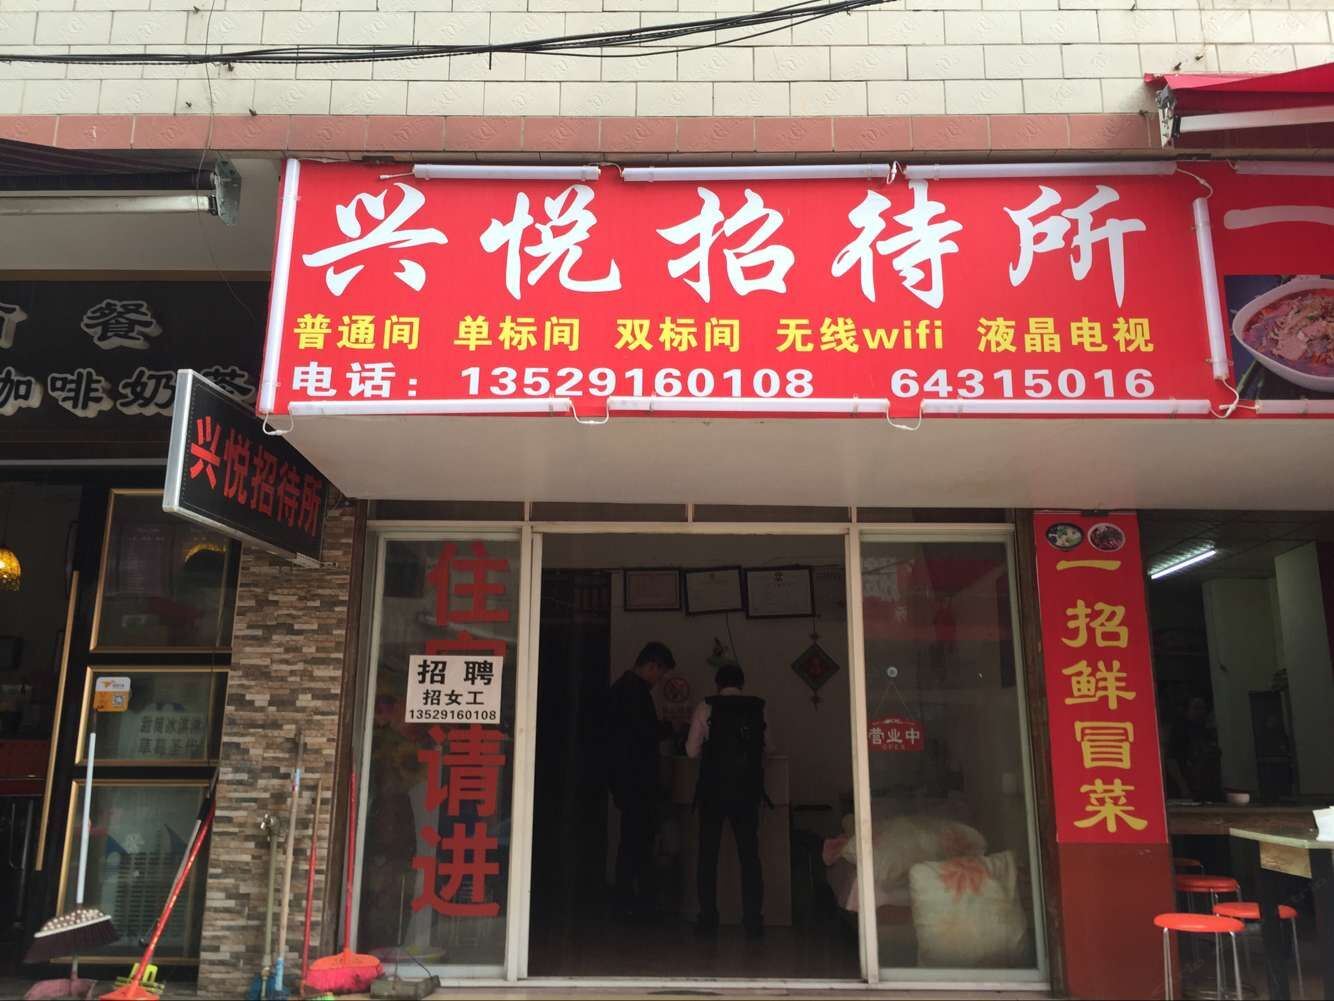 兴悦招待所
普通间 单标间 双标间 无线wifi 液晶电视
电话：13529160108 64315016
餐
咖啡奶茶
兴悦招待所
住
请进
招聘
招女工
13529160108
营业中
OPEN
一招鲜冒菜
一